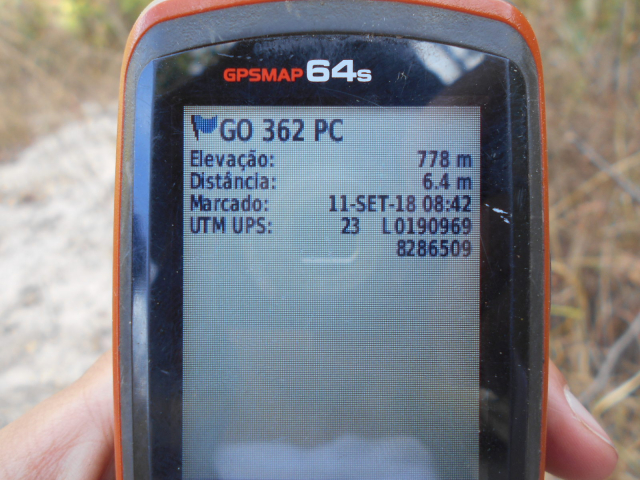 GPSMAP 64s
GO 362 PC
Elevação: 778 m
Distância: 6.4 m
Marcado: 11-SET-18 08:42
UTM UPS: 23 L0190969
8286509